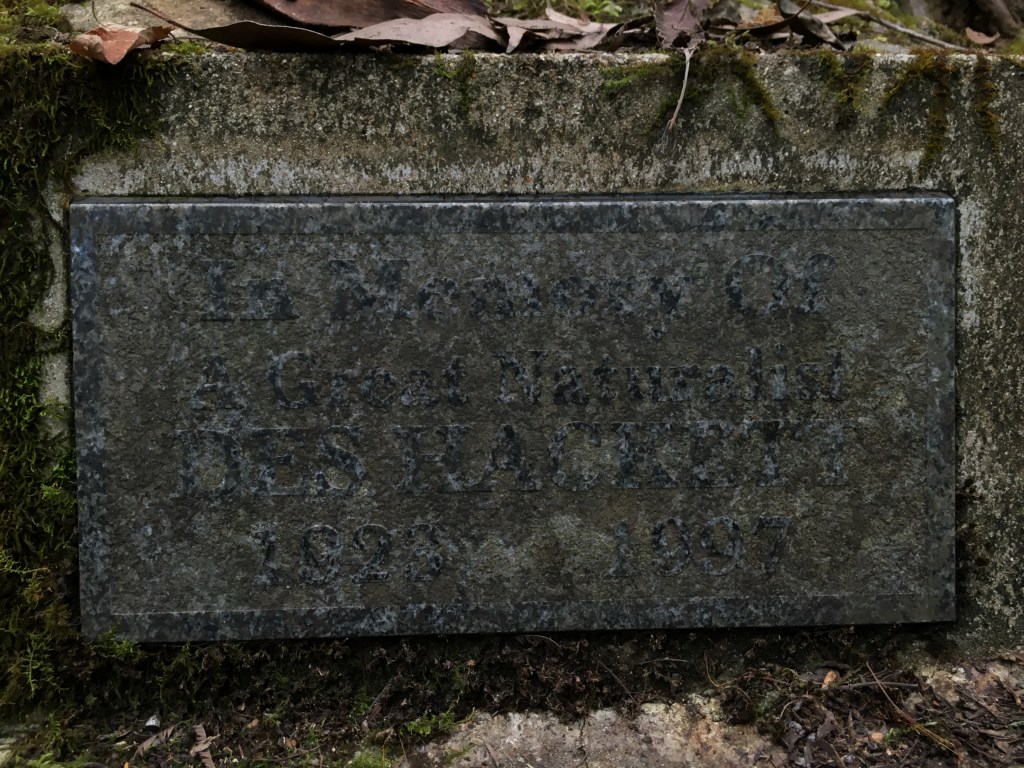 In Memory Of
A Great Naturalist
DES HACKETT
1923 — 1997